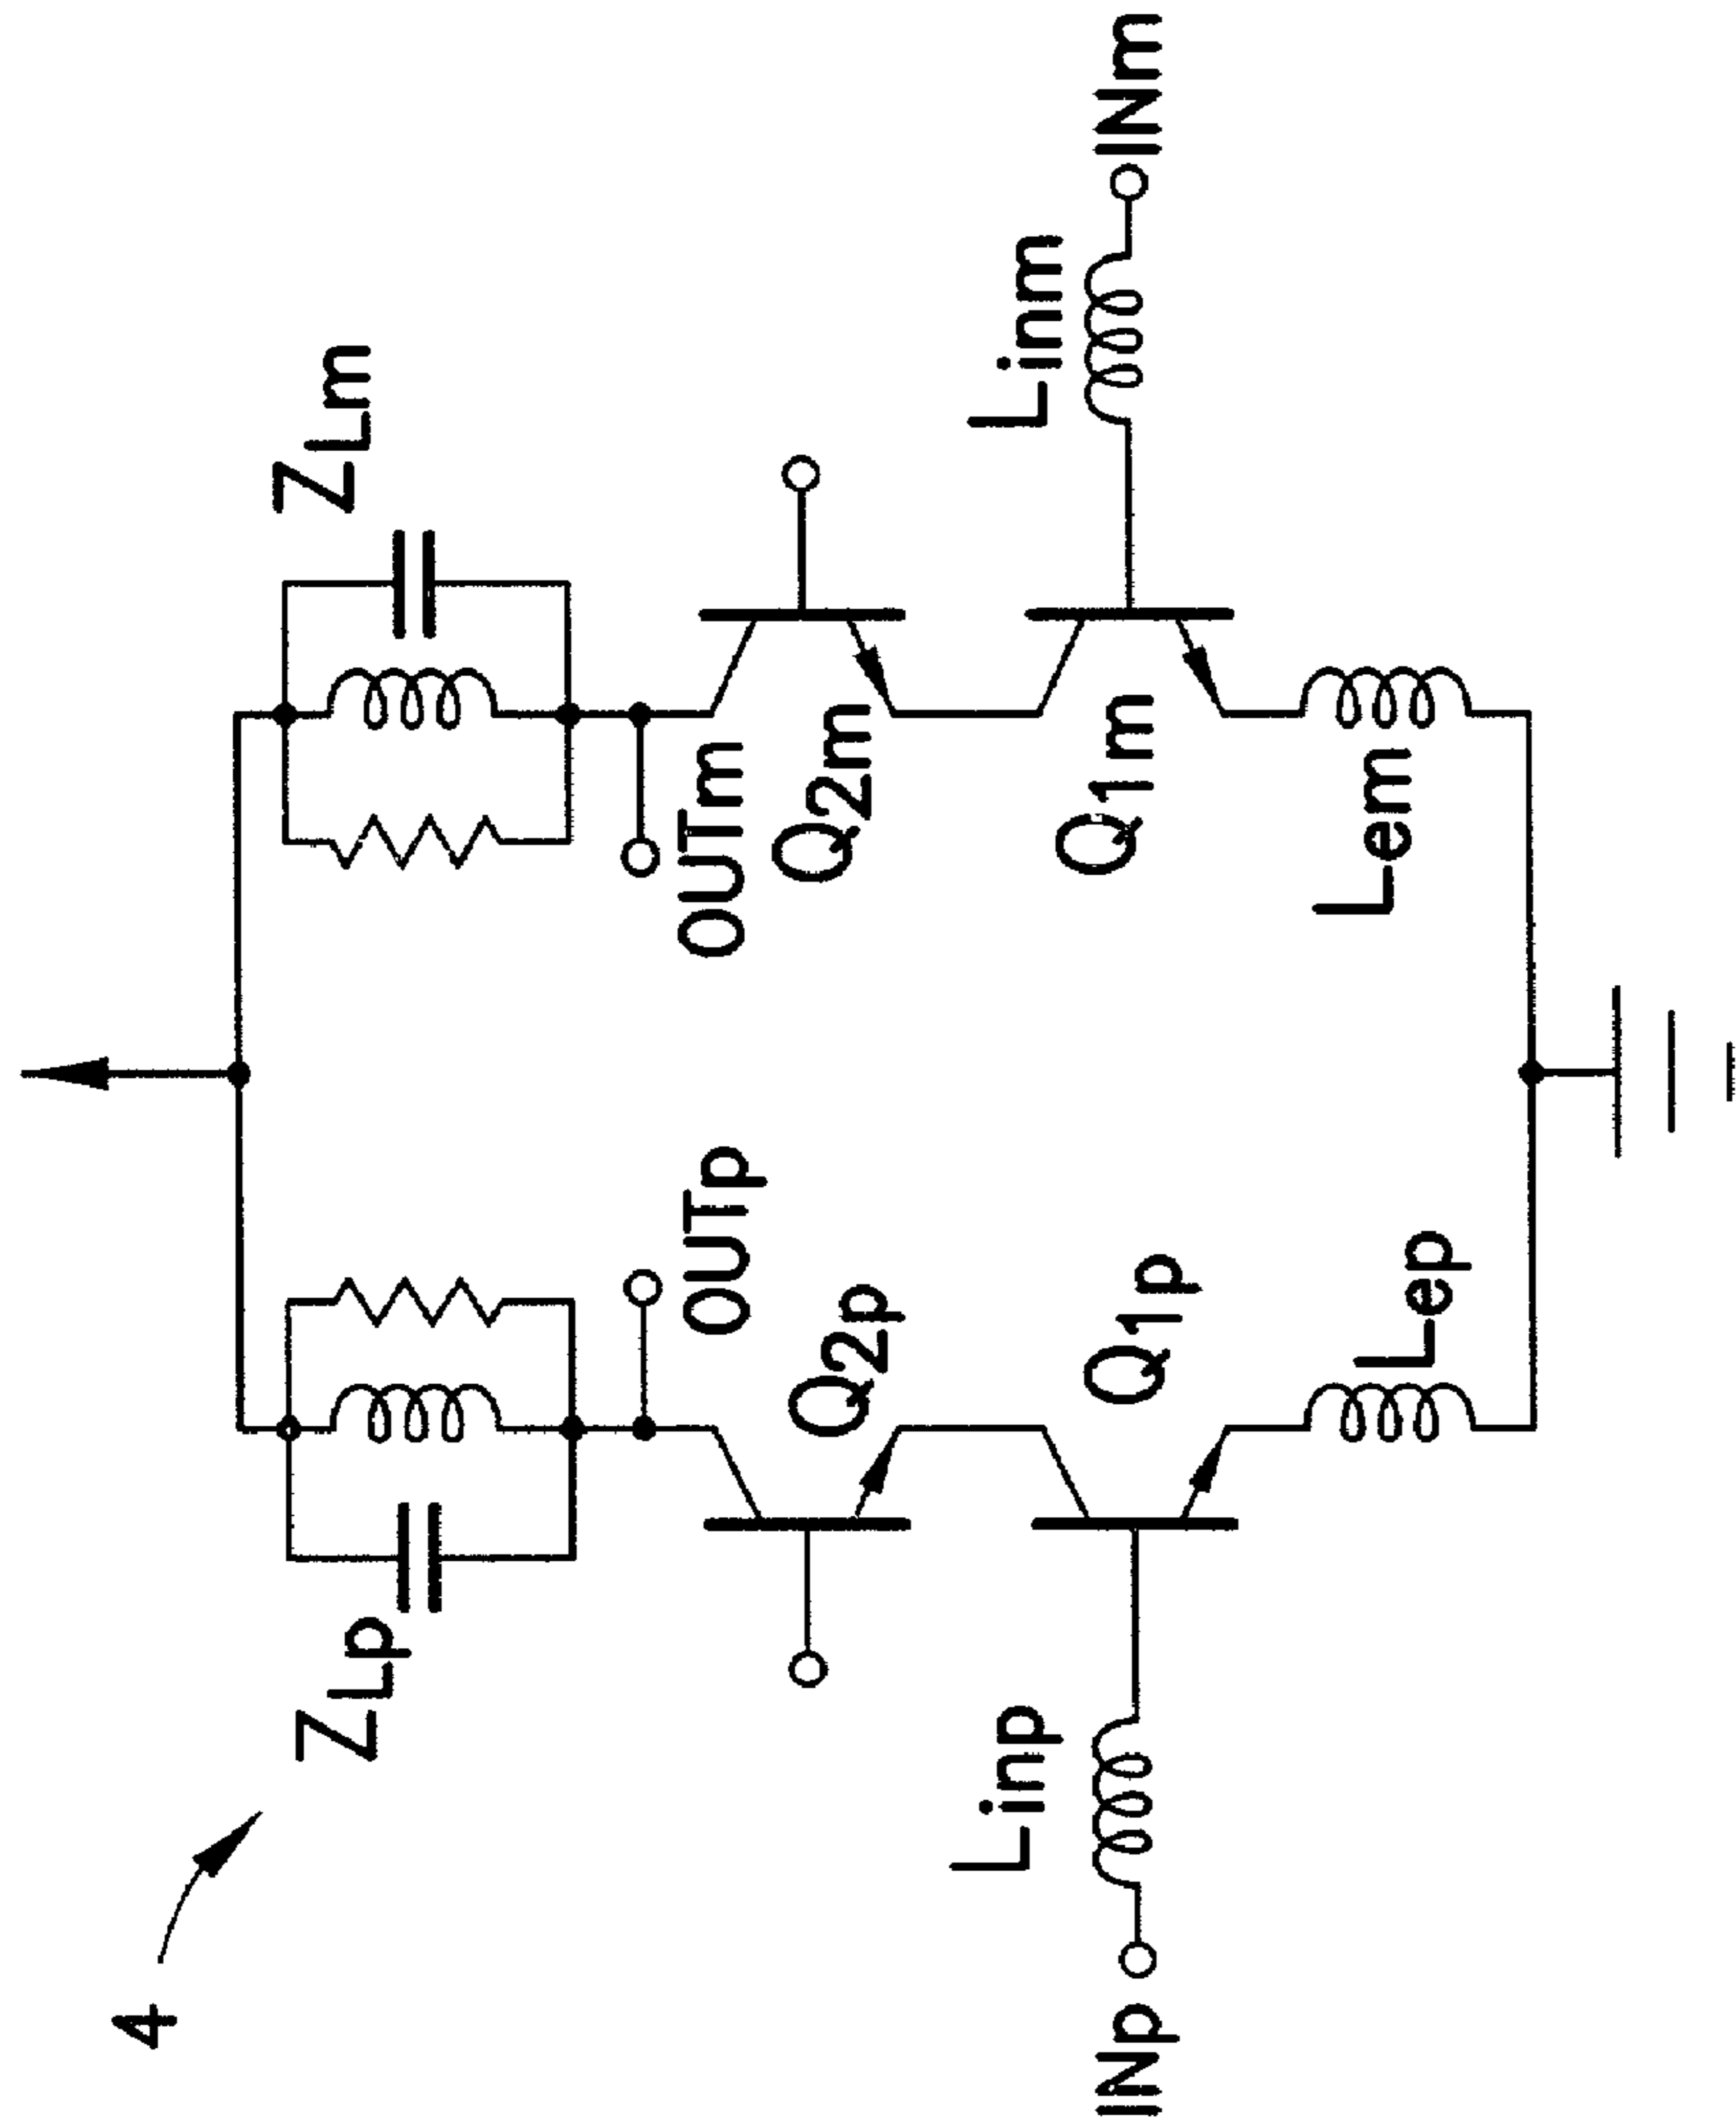 4
ZLp
ZLm
OUTp
OUTm
Q2p
Q2m
Linp
Linm
INp
INm
Q1p
Q1m
Lep
Lem